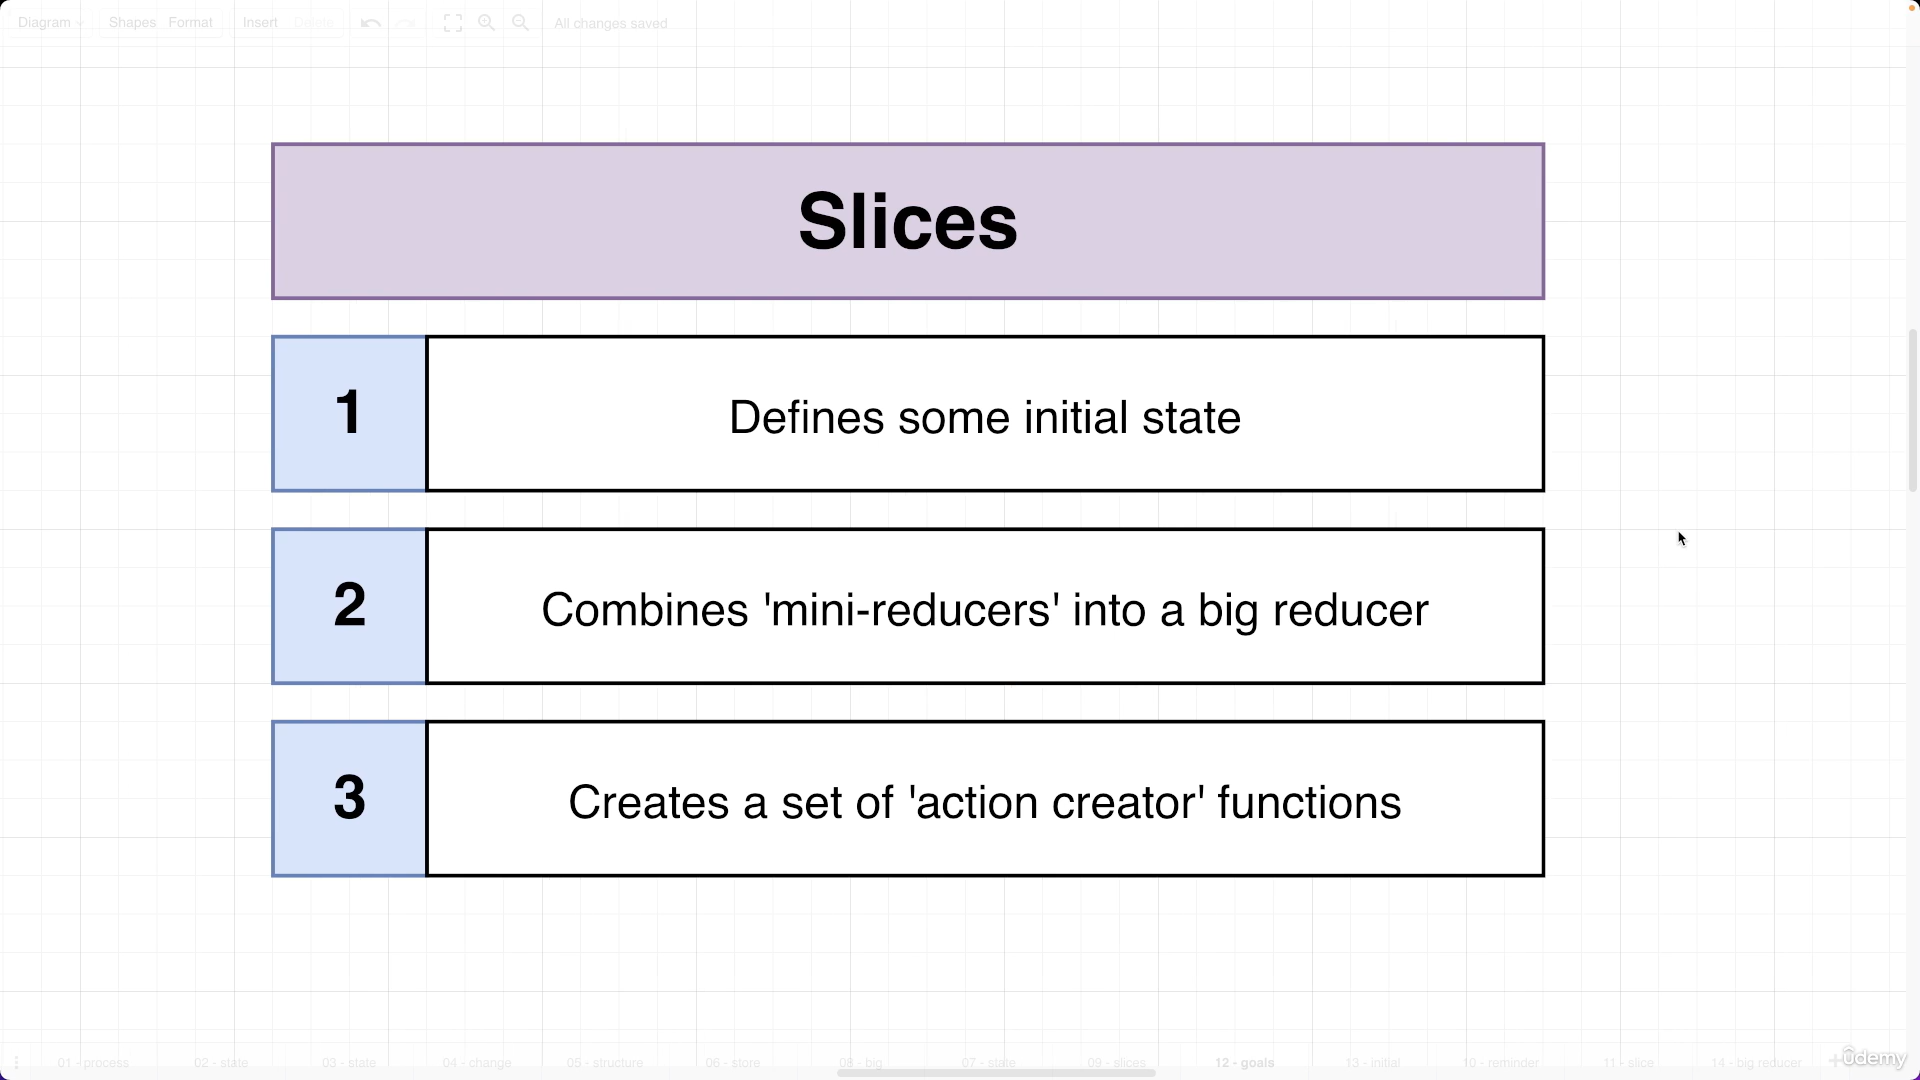 Diagram Shapes Format Insert Delete All changes saved
Slices
1 Defines some initial state
2 Combines 'mini-reducers' into a big reducer
3 Creates a set of 'action creator' functions
01 - process 02 - state 03 - state 04 - change 05 - structure 06 - store 08 - big 07 - state 09 - slices 12 - goals 13 - initial 10 - reminder 11 - slice 14 - big reducer
ûdemy